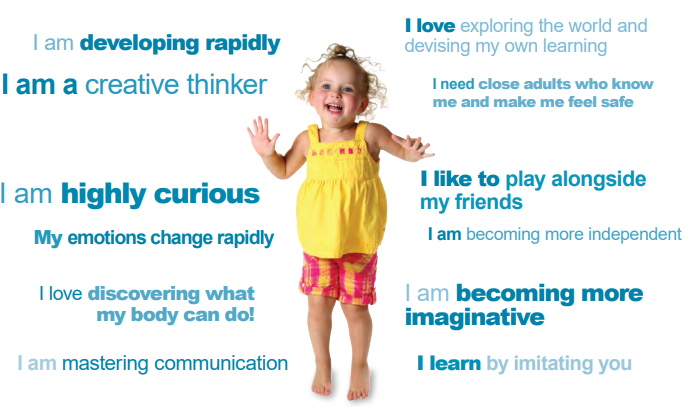 I am developing rapidly
I am a creative thinker
I am highly curious
My emotions change rapidly
I love discovering what
my body can do!
I am mastering communication
I love exploring the world and
devising my own learning
I need close adults who know
me and make me feel safe
I like to play alongside
my friends
I am becoming more independent
I am becoming more
imaginative
I learn by imitating you